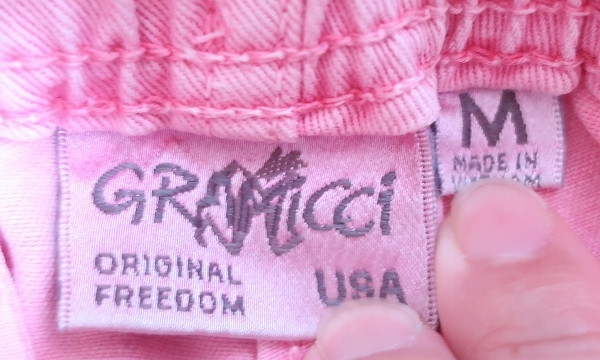 GRAMICCI
ORIGINAL
FREEDOM
USA
M
MADE IN